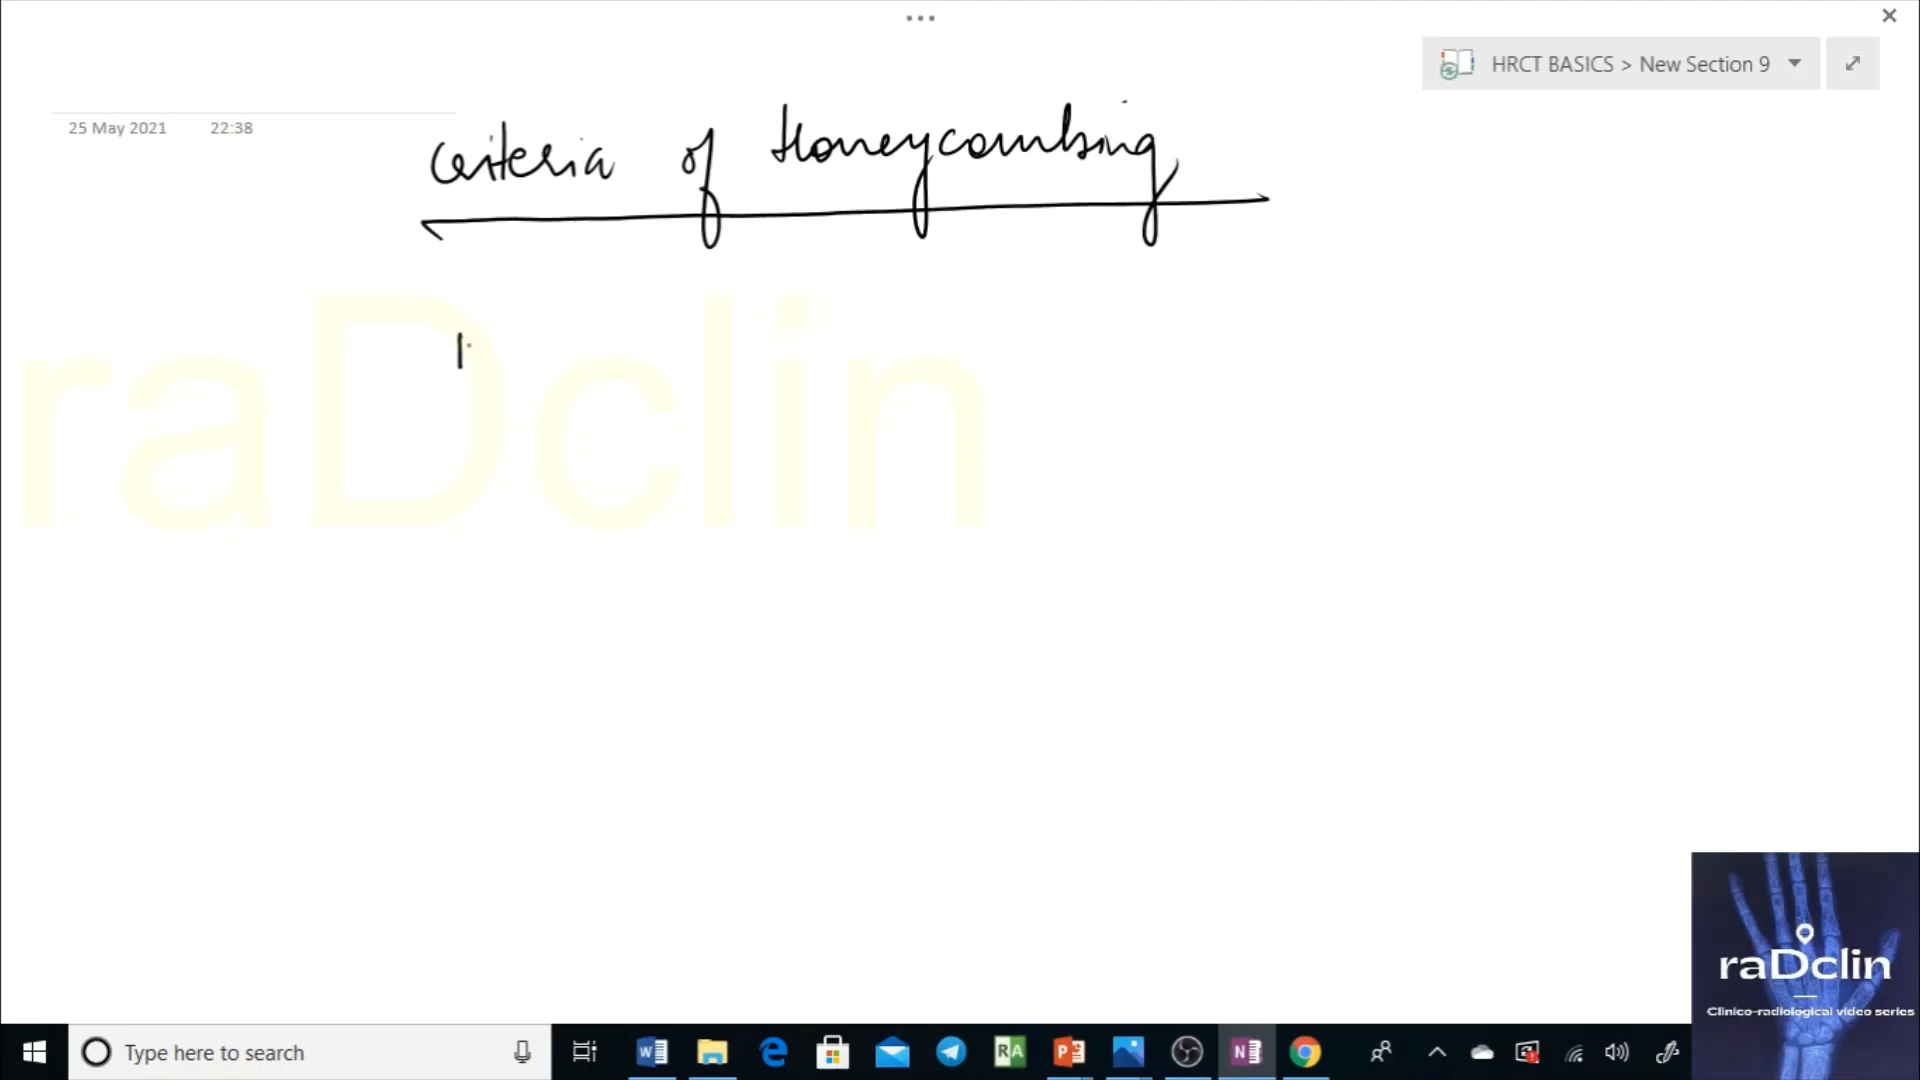 HRCT BASICS > New Section 9
25 May 2021 22:38
Criteria of Honeycombing
1.
raDclin
raDclin
Clinico-radiological video series
Type here to search